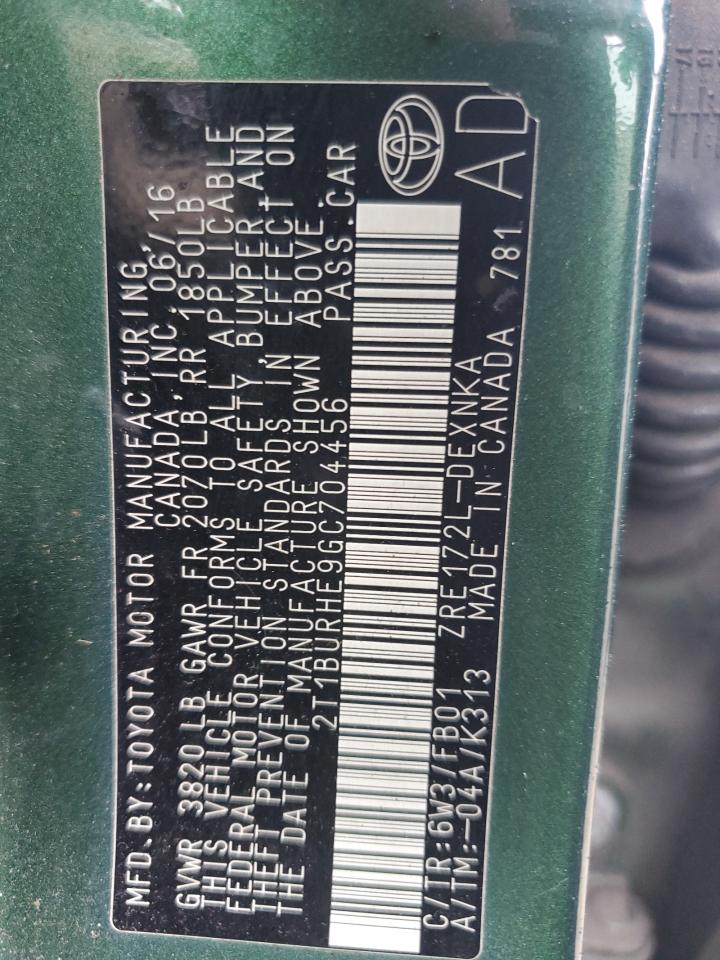 MFD.BY:TOYOTA MOTOR MANUFACTURING,
CANADA,INC. 06/16
GVWR 3820LB GAWR FR 2070LB RR 1850LB
THIS VEHICLE CONFORMS TO ALL APPLICABLE
FEDERAL MOTOR VEHICLE SAFETY,BUMPER,AND
THEFT PREVENTION STANDARDS IN EFFECT ON
THE DATE OF MANUFACTURE SHOWN ABOVE.
2T1BURHE9GC704456 PASS.CAR
C/TR:6W3/FB01 ZRE172L-DEXNKA
A/TM:-04A/K313 MADE IN CANADA 781
AD